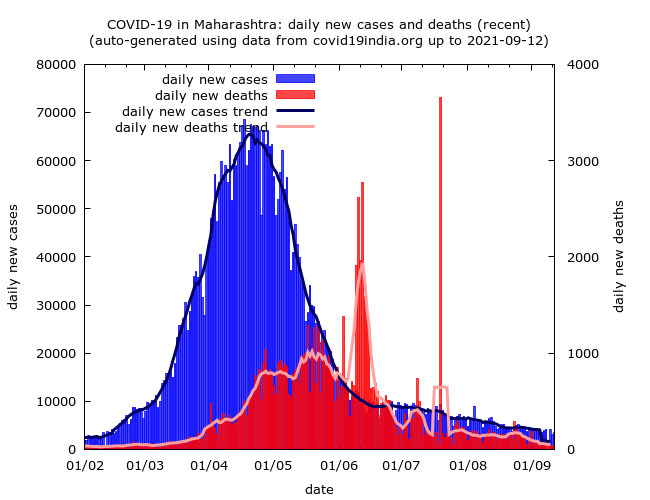 COVID-19 in Maharashtra: daily new cases and deaths (recent)
(auto-generated using data from covid19india.org up to 2021-09-12)
daily new cases
daily new deaths
daily new cases trend
daily new deaths trend
80000
70000
60000
50000
40000
30000
20000
10000
0
4000
3000
2000
1000
0
daily new cases
daily new deaths
01/02 01/03 01/04 01/05 01/06 01/07 01/08 01/09
date